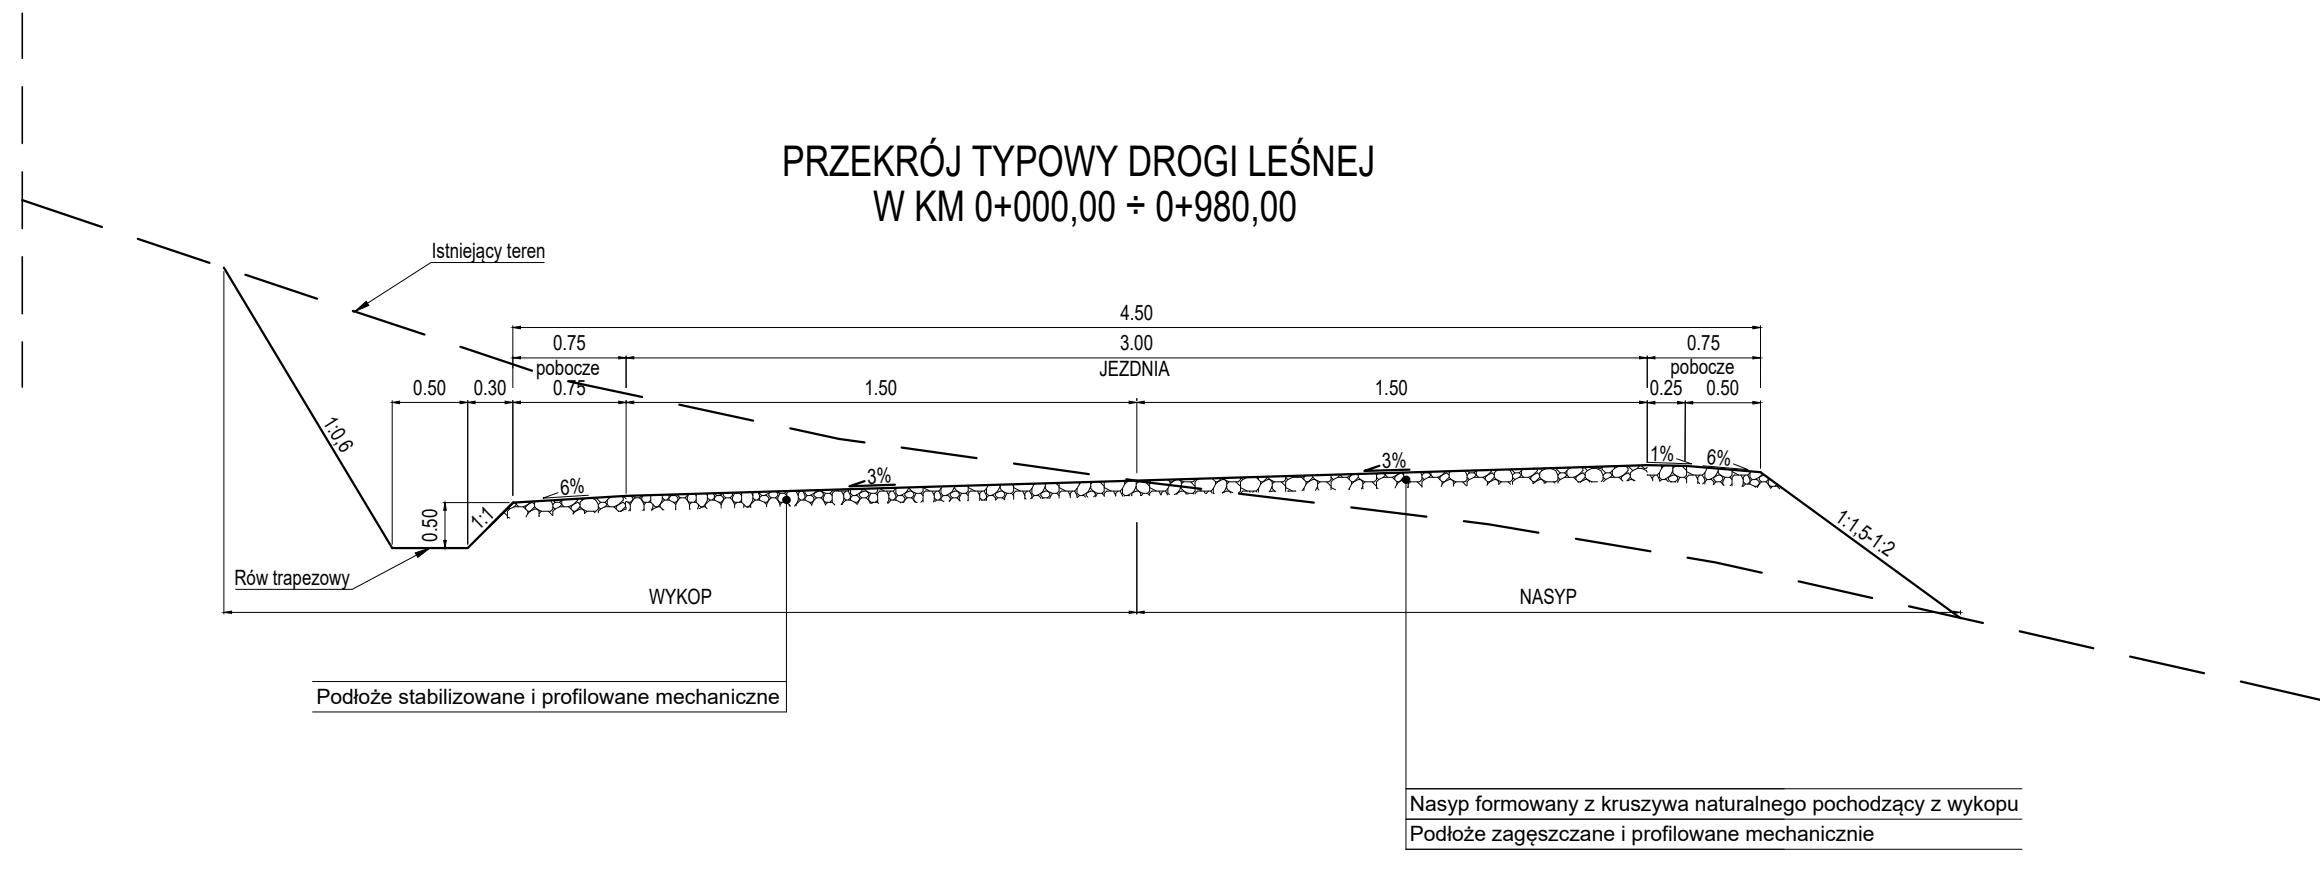 PRZEKRÓJ TYPOWY DROGI LEŚNEJ
W KM 0+000,00 ÷ 0+980,00
Istniejący teren
4.50
0.75
3.00
0.75
pobocze
JEZDNIA
pobocze
0.50
0.30
0.75
1.50
1.50
0.25
0.50
1:0,6
6%
3%
3%
1%
6%
0.50
1:1
1:1,5-1:2
Rów trapezowy
WYKOP
NASYP
Podłoże stabilizowane i profilowane mechaniczne
Nasyp formowany z kruszywa naturalnego pochodzący z wykopu
Podłoże zagęszczane i profilowane mechanicznie